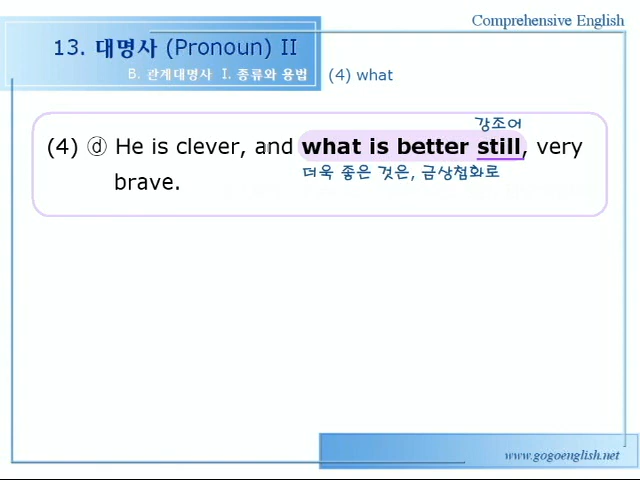 Comprehensive English
13. 대명사 (Pronoun) II
B. 관계대명사 I. 종류와 용법 (4) what
강조어
(4) ⓓ He is clever, and what is better still, very
더욱 좋은 것은, 금상첨화로
brave.
www.gogoenglish.net